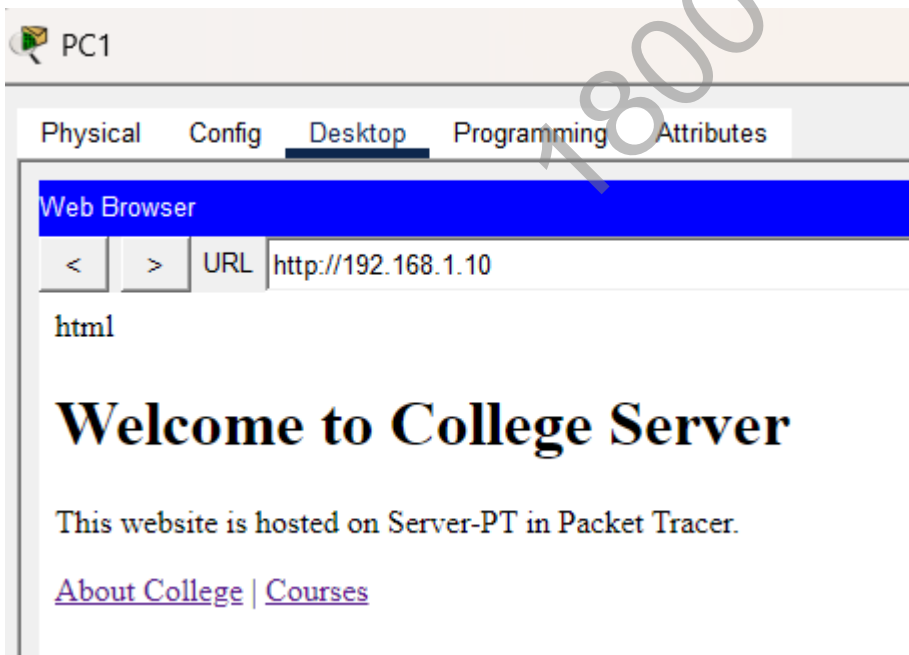 PC1
Physical Config Desktop Programming Attributes
Web Browser
< > URL http://192.168.1.10
html
Welcome to College Server
This website is hosted on Server-PT in Packet Tracer.
About College | Courses
1800